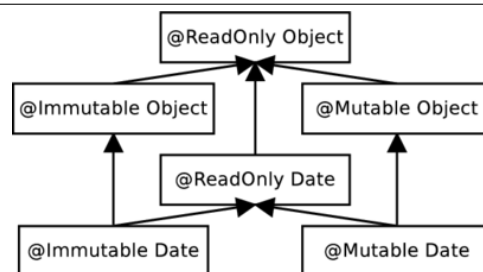 @ReadOnly Object
@Immutable Object
@Mutable Object
@ReadOnly Date
@Immutable Date
@Mutable Date